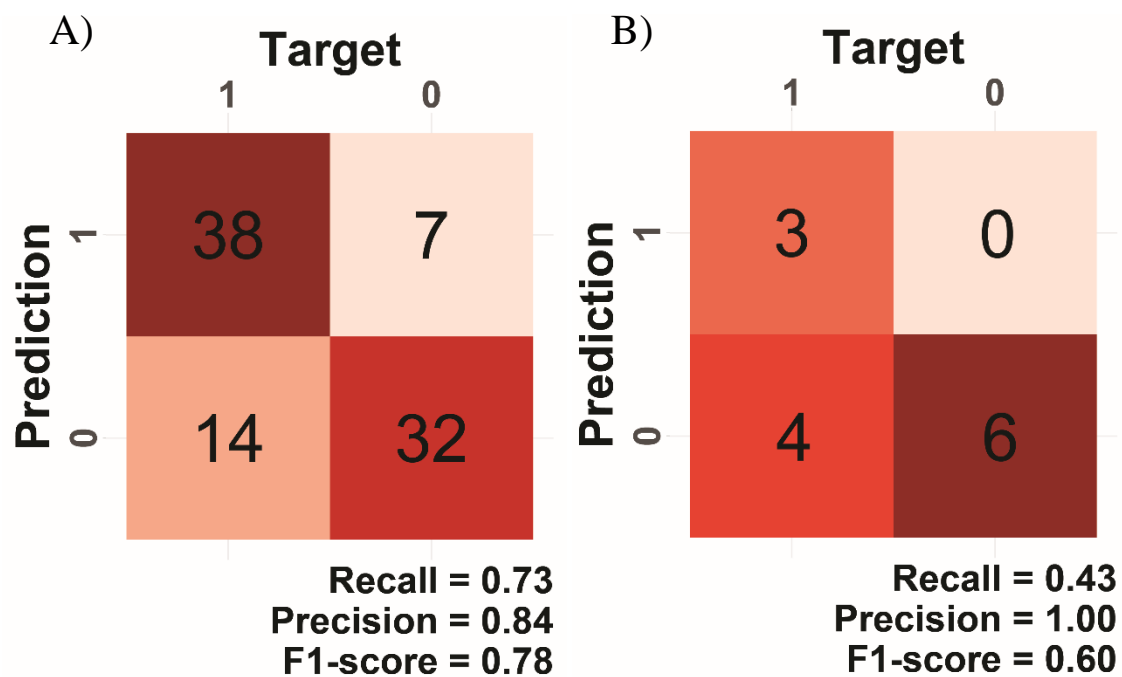 A)
Target
1 0
Prediction
1
38 7
0
14 32
Recall = 0.73
Precision = 0.84
F1-score = 0.78
B)
Target
1 0
Prediction
1
3 0
0
4 6
Recall = 0.43
Precision = 1.00
F1-score = 0.60